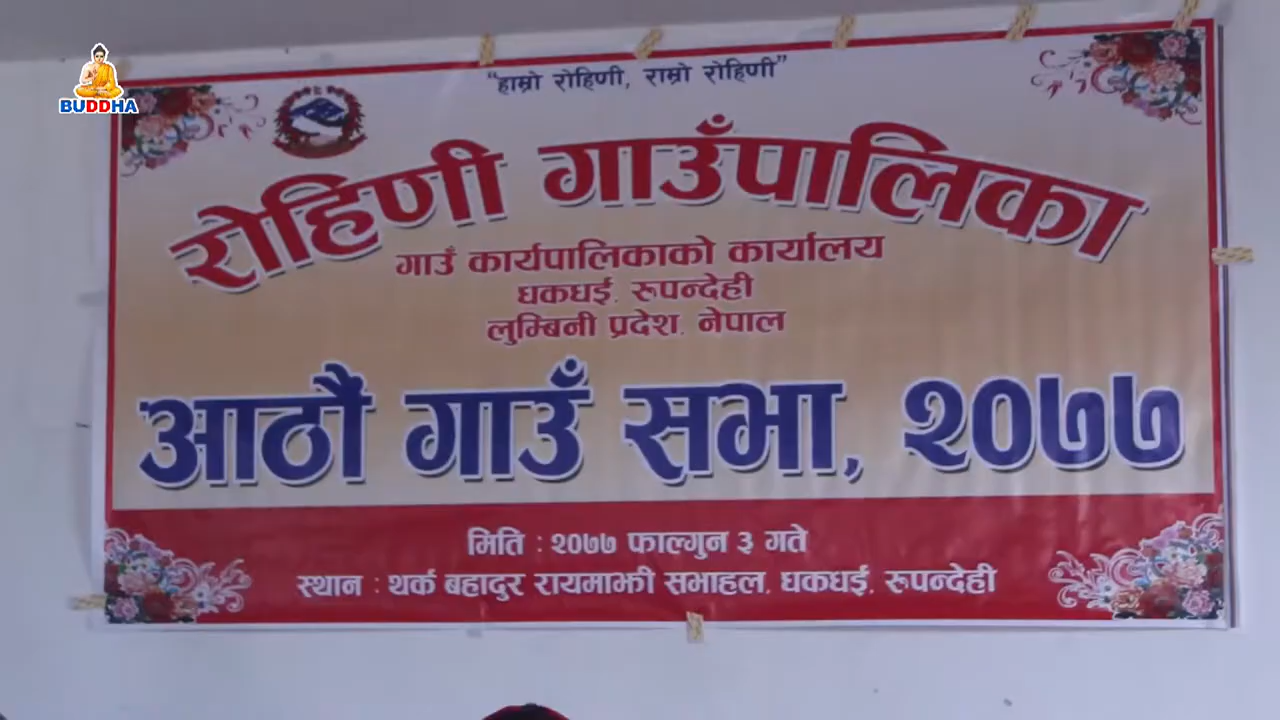 BUDDHA
"हाम्रो रोहिणी, राम्रो रोहिणी"
रोहिणी गाउँपालिका
गाउँ कार्यपालिकाको कार्यालय
धकधई, रुपन्देही
लुम्बिनी प्रदेश, नेपाल
आठौं गाउँ सभा, २०७७
मिति : २०७७ फाल्गुन ३ गते
स्थान : थर्क बहादुर रायमाझी सभाहल, धकधई, रुपन्देही